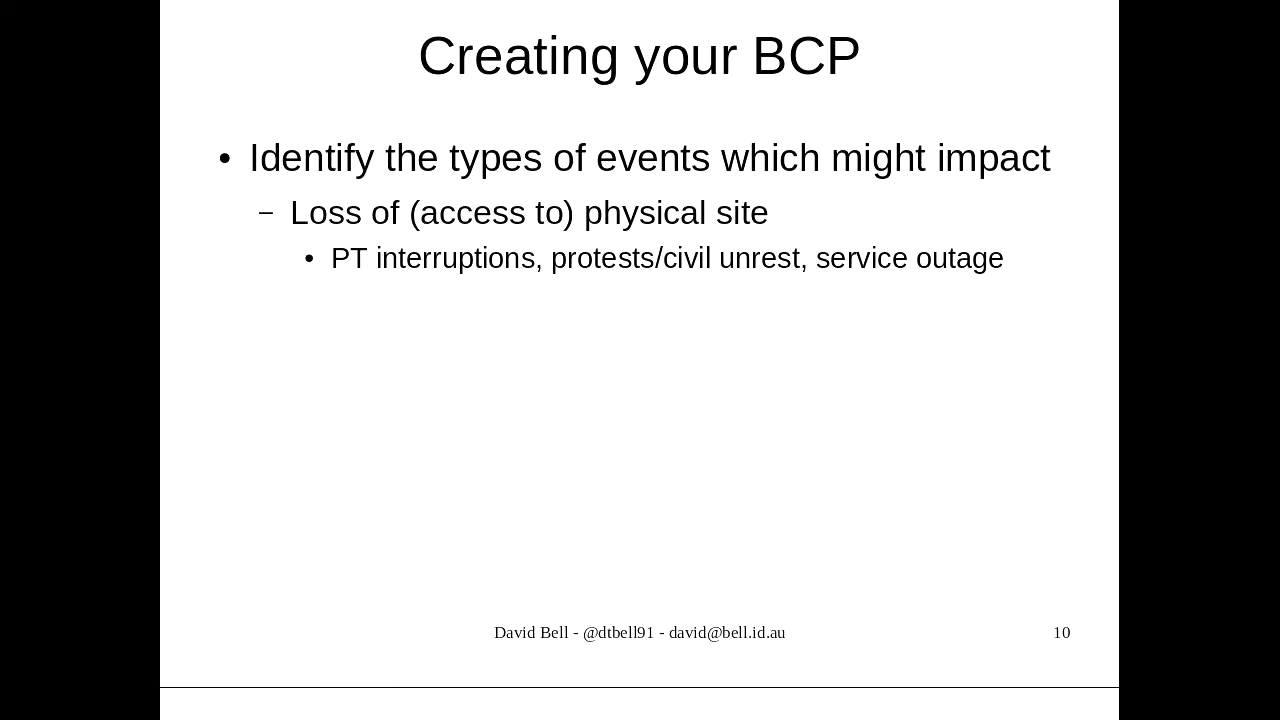 Creating your BCP
• Identify the types of events which might impact
– Loss of (access to) physical site
• PT interruptions, protests/civil unrest, service outage
David Bell - @dtbell91 - david@bell.id.au 10